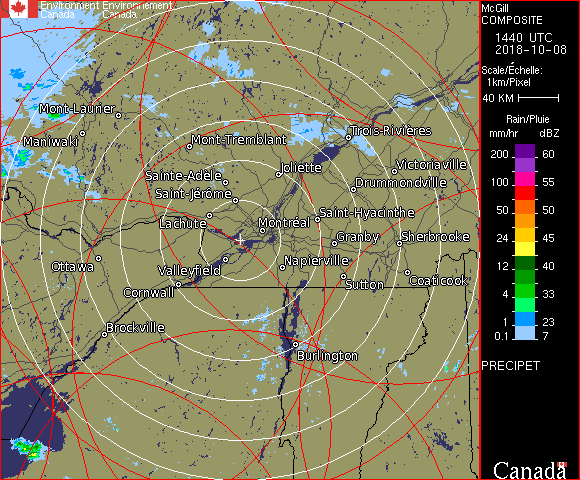 Environment Environnement
Canada Canada
Mont-Laurier
Maniwaki
Mont-Tremblant
Trois-Rivières
Sainte-Adèle
Joliette
Victoriaville
Saint-Jérôme
Drummondville
Lachute
Montréal
Saint-Hyacinthe
Granby
Sherbrooke
Ottawa
Valleyfield
Napierville
Cornwall
Sutton
Coaticook
Brockville
Burlington
McGill
COMPOSITE
1440 UTC
2018-10-08
Scale/Échelle:
1km/Pixel
40 KM
Rain/Pluie
mm/hr dBZ
200 60
150 57
100 55
50 50
24 45
12 40
4 33
1 23
0.1 7
PRECIPET
Canada